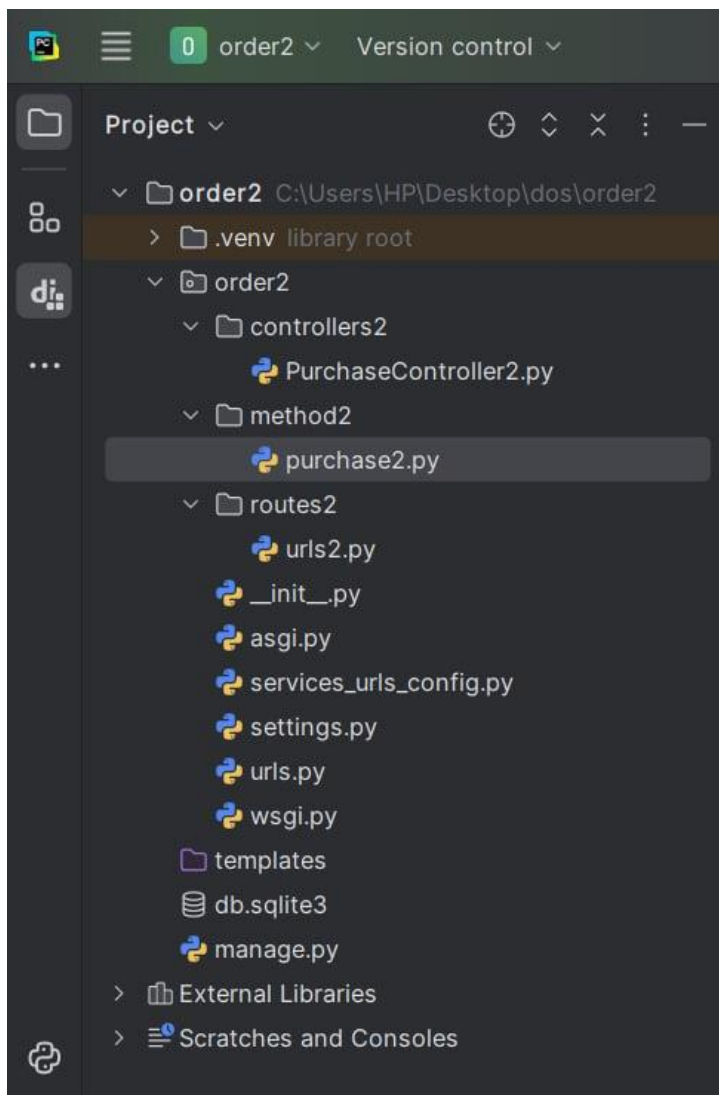 PC
0 order2 Version control
Project
order2 C:\Users\HP\Desktop\dos\order2
.venv library root
order2
controllers2
PurchaseController2.py
method2
purchase2.py
routes2
urls2.py
__init__.py
asgi.py
services_urls_config.py
settings.py
urls.py
wsgi.py
templates
db.sqlite3
manage.py
External Libraries
Scratches and Consoles